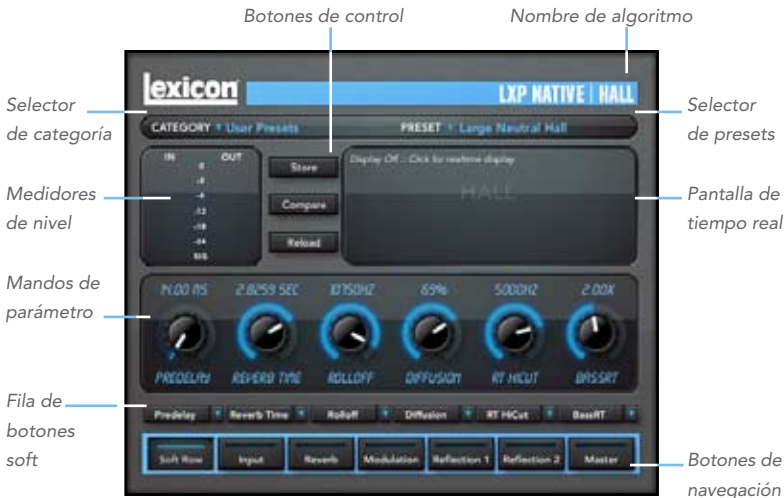 Botones de control
Nombre de algoritmo
Selector
de categoría
Selector
de presets
lexicon
LXP NATIVE | HALL
CATEGORY User Presets
PRESET Large Neutral Hall
Medidores
de nivel
IN OUT
0
-12
-18
-24
SIG
Store
Compare
Reload
Display Off :: Click for realtime display
HALL
Pantalla de
tiempo real
Mandos de
parámetro
14.00 MS 2.8259 SEC 10750HZ 69% 5000HZ 2.00X
PREDELAY REVERB TIME ROLLOFF DIFFUSION RT HICUT BASSRT
Fila de
botones
soft
Predelay Reverb Time Rolloff Diffusion RT HiCut BassRT
Soft Row Input Reverb Modulation Reflection 1 Reflection 2 Master
Botones de
navegación